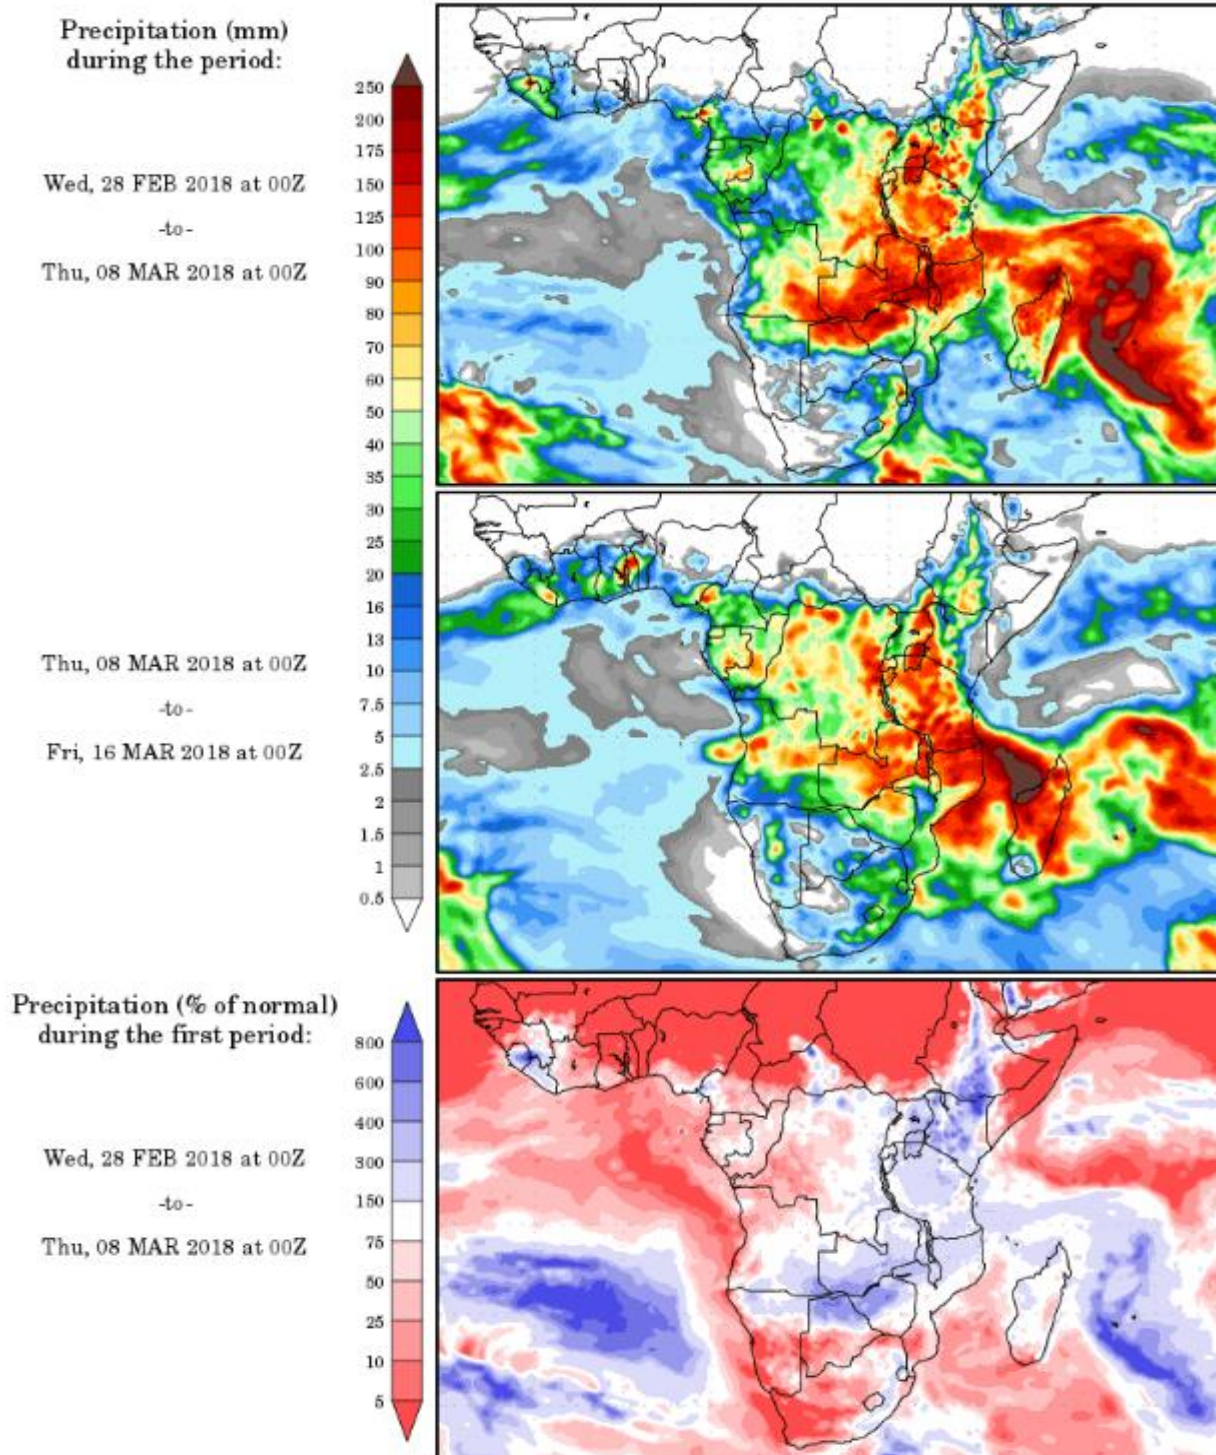 Precipitation (mm)
during the period:
250
200
175
Wed, 28 FEB 2018 at 00Z
150
-to-
125
Thu, 08 MAR 2018 at 00Z
100
90
80
70
60
50
40
35
30
25
20
16
13
Thu, 08 MAR 2018 at 00Z
10
-to-
7.5
Fri, 16 MAR 2018 at 00Z
5
2.5
2
1.5
1
0.5
Precipitation (% of normal)
during the first period:
800
600
400
Wed, 28 FEB 2018 at 00Z
300
-to-
150
Thu, 08 MAR 2018 at 00Z
75
50
25
10
5